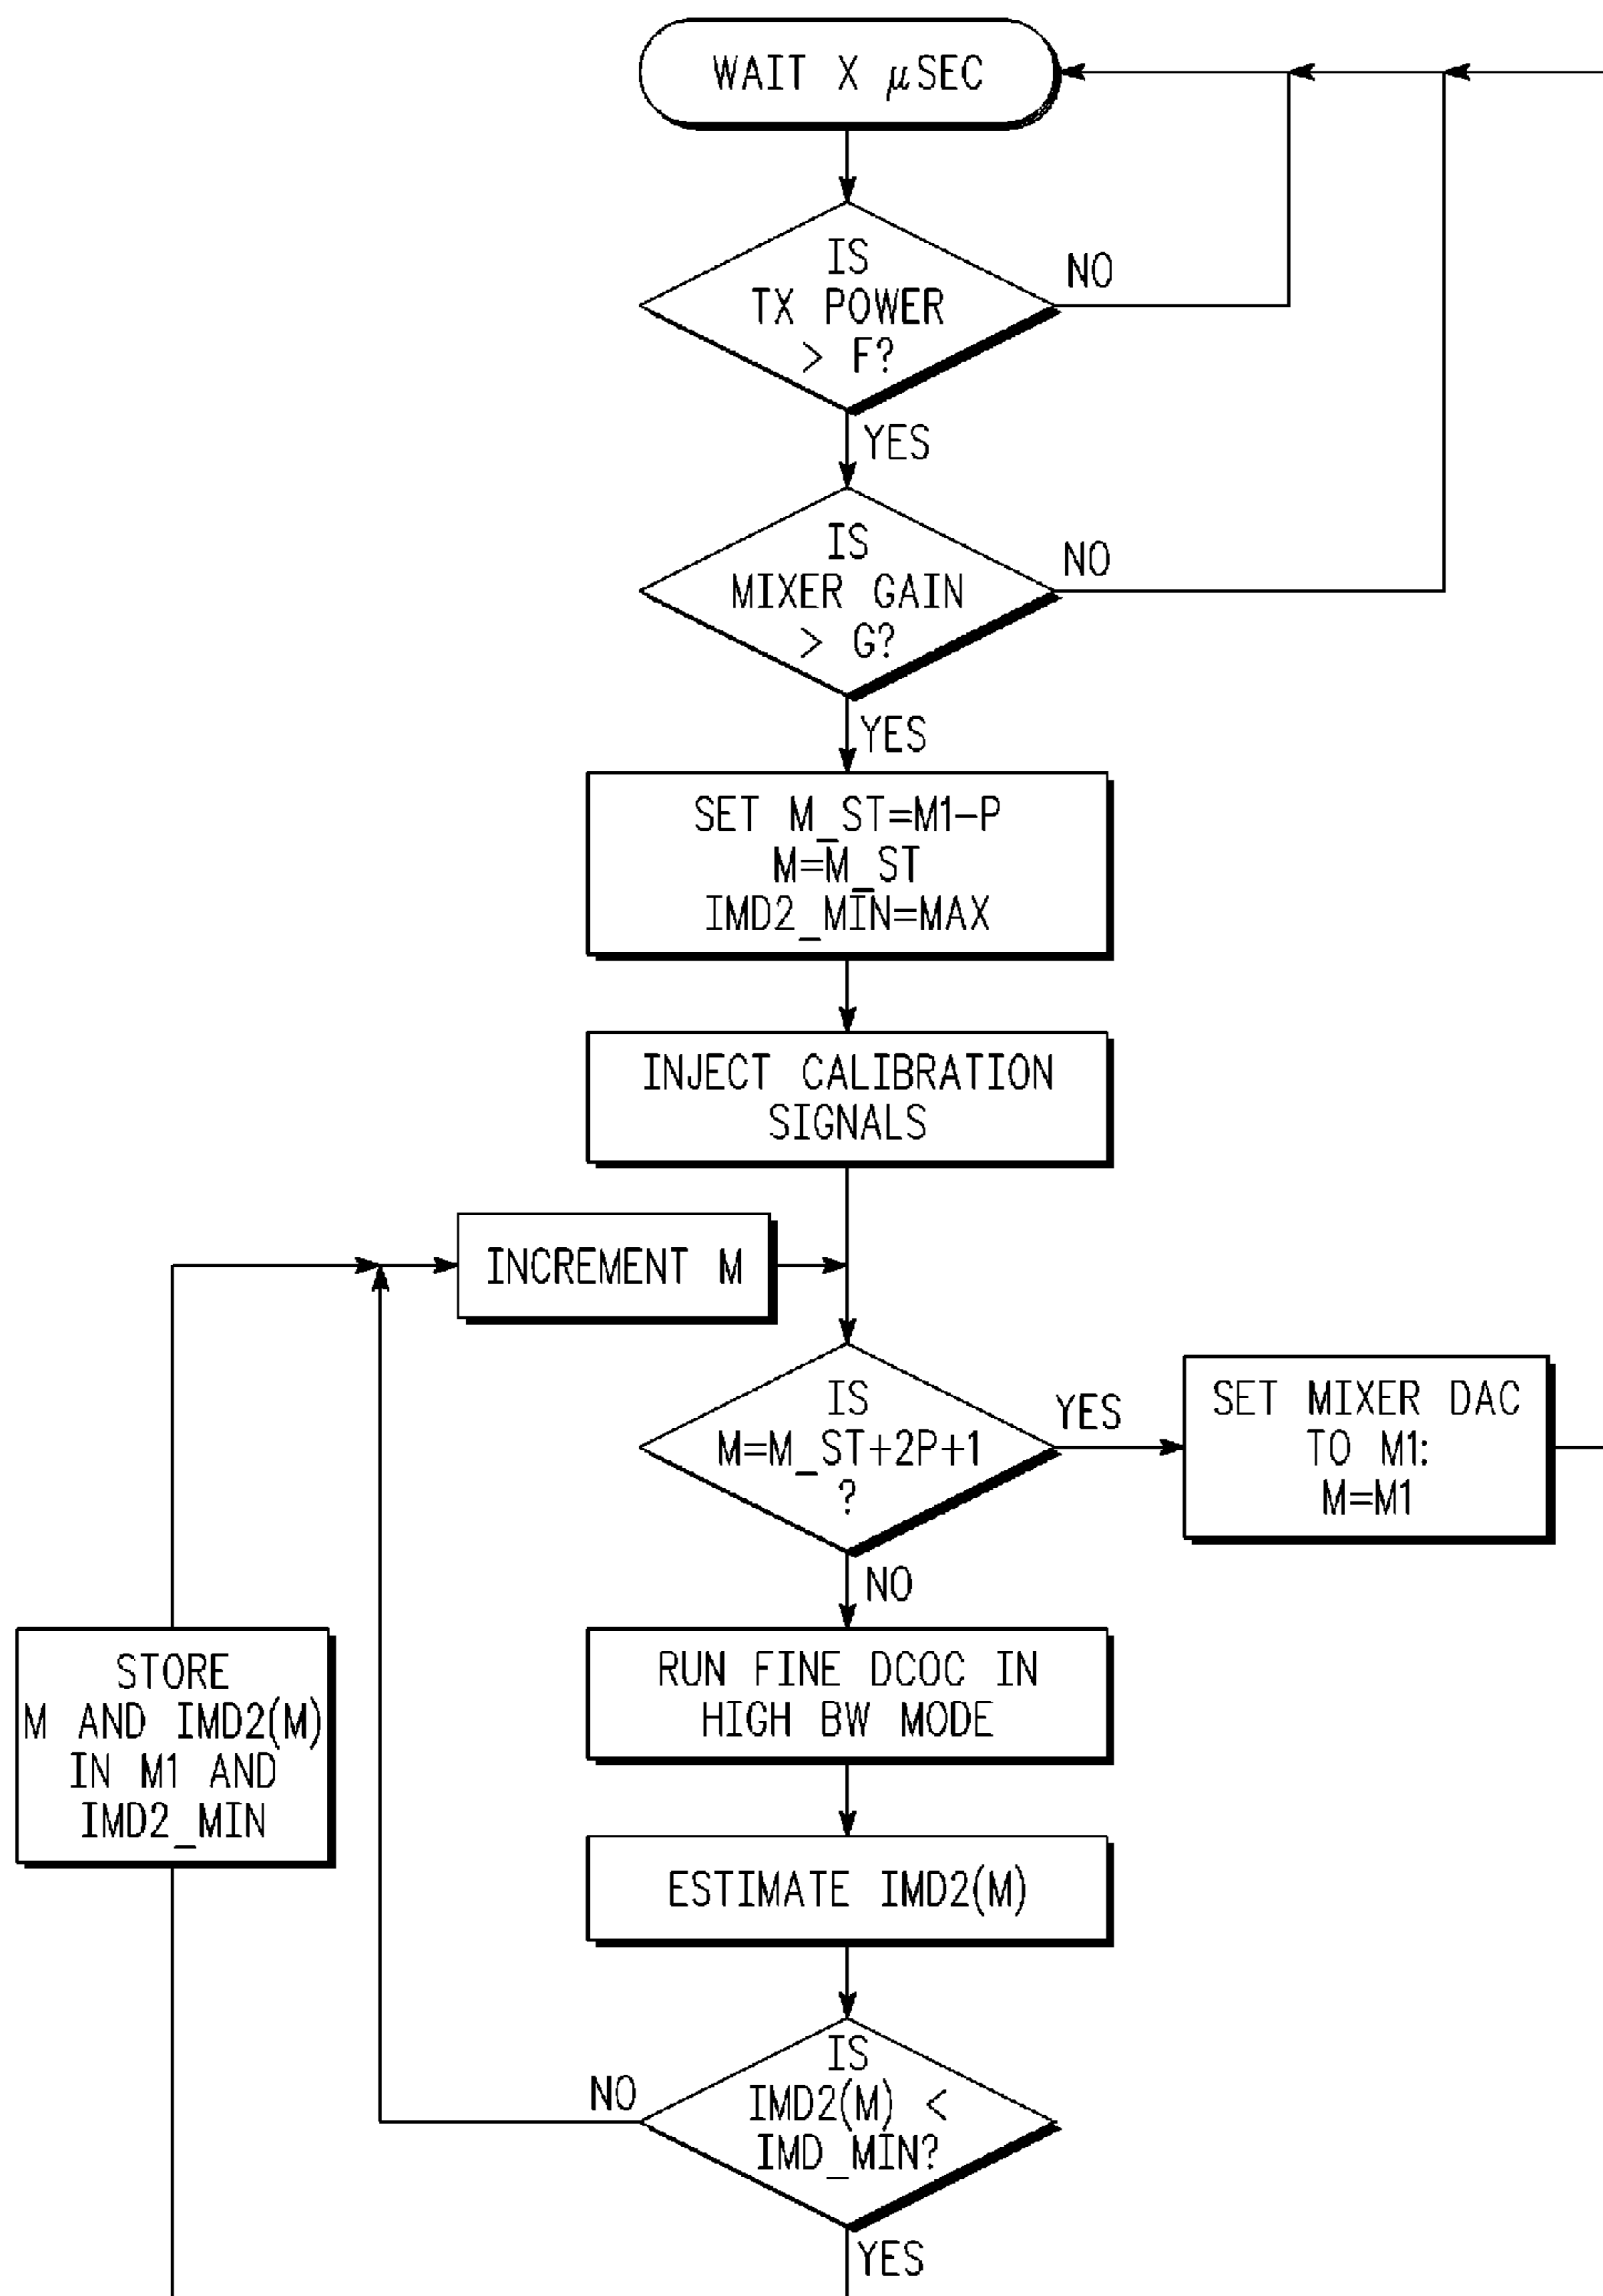 WAIT X μSEC
IS
TX POWER
> F?
NO
YES
IS
MIXER GAIN
> G?
NO
YES
SET M_ST=M1-P
M=M_ST
IMD2_MIN=MAX
INJECT CALIBRATION
SIGNALS
INCREMENT M
IS
M=M_ST+2P+1
?
YES
SET MIXER DAC
TO M1:
M=M1
NO
RUN FINE DCOC IN
HIGH BW MODE
STORE
M AND IMD2(M)
IN M1 AND
IMD2_MIN
ESTIMATE IMD2(M)
IS
IMD2(M) <
IMD_MIN?
NO
YES